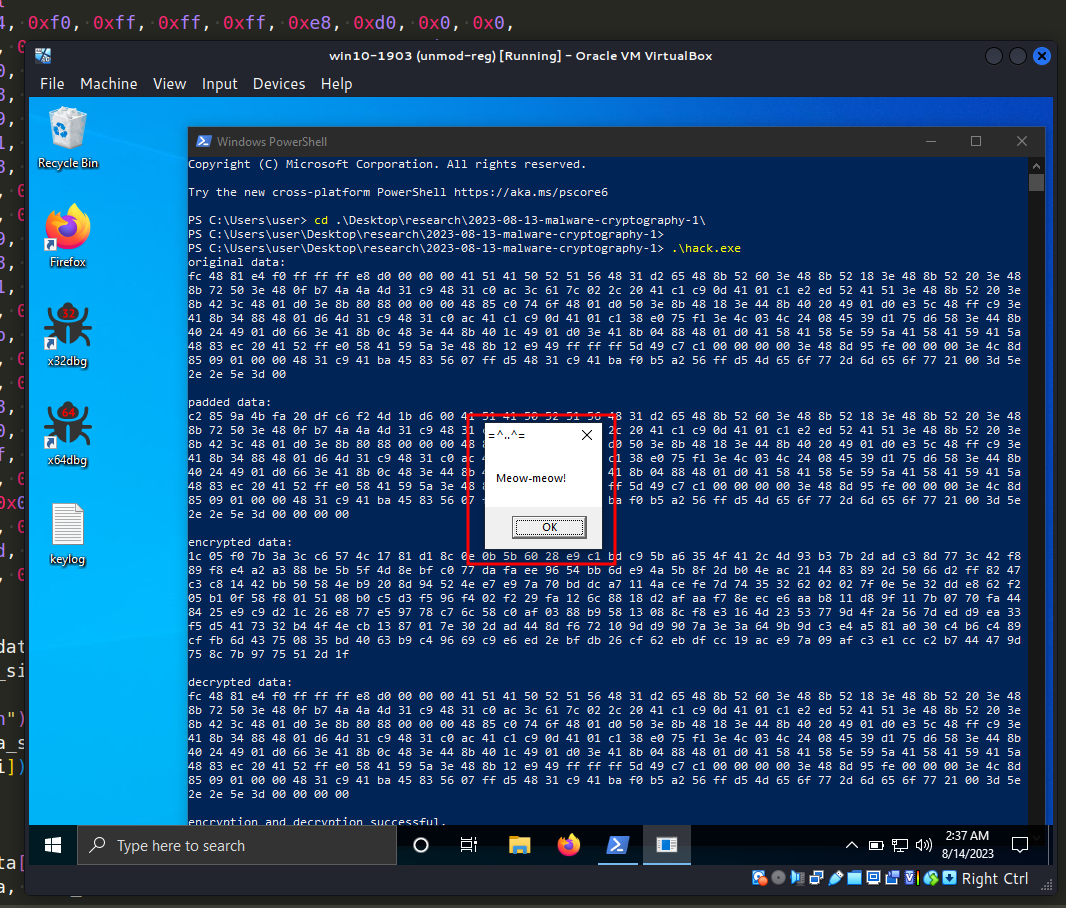 4, 0xf0, 0xff, 0xff, 0xff, 0xe8, 0xd0, 0x0, 0x0,
win10-1903 (unmod-reg) [Running] - Oracle VM VirtualBox
File Machine View Input Devices Help
Recycle Bin
Firefox
32
x32dbg
64
x64dbg
keylog
Windows PowerShell
Copyright (C) Microsoft Corporation. All rights reserved.
Try the new cross-platform PowerShell https://aka.ms/pscore6
PS C:\Users\user> cd .\Desktop\research\2023-08-13-malware-cryptography-1\
PS C:\Users\user\Desktop\research\2023-08-13-malware-cryptography-1>
PS C:\Users\user\Desktop\research\2023-08-13-malware-cryptography-1> .\hack.exe
original data:
fc 48 81 e4 f0 ff ff ff e8 d0 00 00 00 41 51 41 50 52 51 56 48 31 d2 65 48 8b 52 60 3e 48 8b 52 18 3e 48 8b 52 20 3e 48
8b 72 50 3e 48 0f b7 4a 4a 4d 31 c9 48 31 c0 ac 3c 61 7c 02 2c 20 41 c1 c9 0d 41 01 c1 e2 ed 52 41 51 3e 48 8b 52 20 3e
8b 42 3c 48 01 d0 3e 8b 80 88 00 00 00 48 85 c0 74 6f 48 01 d0 50 3e 8b 48 18 3e 44 8b 40 20 49 01 d0 e3 5c 48 ff c9 3e
41 8b 34 88 48 01 d6 4d 31 c9 48 31 c0 ac 41 c1 c9 0d 41 01 c1 38 e0 75 f1 3e 4c 03 4c 24 08 45 39 d1 75 d6 58 3e 44 8b
40 24 49 01 d0 66 3e 41 8b 0c 48 3e 44 8b 40 1c 49 01 d0 3e 41 8b 04 88 48 01 d0 41 58 41 58 5e 59 5a 41 58 41 59 41 5a
48 83 ec 20 41 52 ff e0 58 41 59 5a 3e 48 8b 12 e9 49 ff ff ff 5d 49 c7 c1 00 00 00 00 3e 48 8d 95 fe 00 00 00 3e 4c 8d
85 09 01 00 00 48 31 c9 41 ba 45 83 56 07 ff d5 48 31 c9 41 ba f0 b5 a2 56 ff d5 4d 65 6f 77 2d 6d 65 6f 77 21 00 3d 5e
2e 2e 5e 3d 00
padded data:
c2 85 9a 4b fa 20 df c6 f2 4d 1b d6 00 41 51 41 50 52 51 56 48 31 d2 65 48 8b 52 60 3e 48 8b 52 18 3e 48 8b 52 20 3e 48
8b 72 50 3e 48 0f b7 4a 4a 4d 31 c9 48 31 2c 20 41 c1 c9 0d 41 01 c1 e2 ed 52 41 51 3e 48 8b 52 20 3e
8b 42 3c 48 01 d0 3e 8b 80 88 00 00 00 48 d0 50 3e 8b 48 18 3e 44 8b 40 20 49 01 d0 e3 5c 48 ff c9 3e
41 8b 34 88 48 01 d6 4d 31 c9 48 31 c0 ac c1 38 e0 75 f1 3e 4c 03 4c 24 08 45 39 d1 75 d6 58 3e 44 8b
40 24 49 01 d0 66 3e 41 8b 0c 48 3e 44 8b 41 8b 04 88 48 01 d0 41 58 41 58 5e 59 5a 41 58 41 59 41 5a
48 83 ec 20 41 52 ff e0 58 41 59 5a 3e 48 ff 5d 49 c7 c1 00 00 00 00 3e 48 8d 95 fe 00 00 00 3e 4c 8d
85 09 01 00 00 48 31 c9 41 ba 45 83 56 07 ba f0 b5 a2 56 ff d5 4d 65 6f 77 2d 6d 65 6f 77 21 00 3d 5e
2e 2e 5e 3d 00 00 00 00
=^..^=
Meow-meow!
OK
encrypted data:
1c 05 f0 7b 3a 3c c6 57 4c 17 81 d1 8c 0e 0b 5b 60 28 e9 c1 bd c9 5b a6 35 4f 41 2c 4d 93 b3 7b 2d ad c3 8d 77 3c 42 f8
89 f8 e4 a2 a3 88 be 5b 5f 4d 8e bf c0 77 da fa ee 96 54 bb 6d e9 4a 5b 8f 2d b0 4e ac 21 44 83 89 2d 50 66 d2 ff 82 47
c3 c8 14 42 bb 50 58 4e b9 20 8d 94 52 4e e7 e9 7a 70 bd dc a7 11 4a ce fe 7d 74 35 32 62 02 02 7f 0e 5e 32 dd e8 62 f2
05 b1 0f 58 f8 01 51 08 b0 c5 d3 f5 96 f4 02 f2 29 fa 12 6c 88 18 d2 af aa f7 8e ec e6 aa b8 11 d8 9f 11 7b 07 70 fa 44
84 25 e9 c9 d2 1c 26 e8 77 e5 97 78 c7 6c 58 c0 af 03 88 b9 58 13 08 8c f8 e3 16 4d 23 53 77 9d 4f 2a 56 7d ed d9 ea 33
f5 d5 41 73 32 b4 4f 4e cb 13 87 01 7e 30 2d ad 44 8d f6 72 10 9d d9 90 7a 3e 3a 64 9b 9d c3 e4 a5 81 a0 30 c4 b6 c4 89
cf fb 6d 43 75 08 35 bd 40 63 b9 c4 96 69 c9 e6 ed 2e bf db 26 cf 62 eb df cc 19 ac e9 7a 09 af c3 e1 cc c2 b7 44 47 9d
75 8c 7b 97 75 51 2d 1f
decrypted data:
fc 48 81 e4 f0 ff ff ff e8 d0 00 00 00 41 51 41 50 52 51 56 48 31 d2 65 48 8b 52 60 3e 48 8b 52 18 3e 48 8b 52 20 3e 48
8b 72 50 3e 48 0f b7 4a 4a 4d 31 c9 48 31 c0 ac 3c 61 7c 02 2c 20 41 c1 c9 0d 41 01 c1 e2 ed 52 41 51 3e 48 8b 52 20 3e
8b 42 3c 48 01 d0 3e 8b 80 88 00 00 00 48 85 c0 74 6f 48 01 d0 50 3e 8b 48 18 3e 44 8b 40 20 49 01 d0 e3 5c 48 ff c9 3e
41 8b 34 88 48 01 d6 4d 31 c9 48 31 c0 ac 41 c1 c9 0d 41 01 c1 38 e0 75 f1 3e 4c 03 4c 24 08 45 39 d1 75 d6 58 3e 44 8b
40 24 49 01 d0 66 3e 41 8b 0c 48 3e 44 8b 40 1c 49 01 d0 3e 41 8b 04 88 48 01 d0 41 58 41 58 5e 59 5a 41 58 41 59 41 5a
48 83 ec 20 41 52 ff e0 58 41 59 5a 3e 48 8b 12 e9 49 ff ff ff 5d 49 c7 c1 00 00 00 00 3e 48 8d 95 fe 00 00 00 3e 4c 8d
85 09 01 00 00 48 31 c9 41 ba 45 83 56 07 ff d5 48 31 c9 41 ba f0 b5 a2 56 ff d5 4d 65 6f 77 2d 6d 65 6f 77 21 00 3d 5e
2e 2e 5e 3d 00 00 00 00
encryption and decryption successful.
Type here to search
2:37 AM
8/14/2023
Right Ctrl